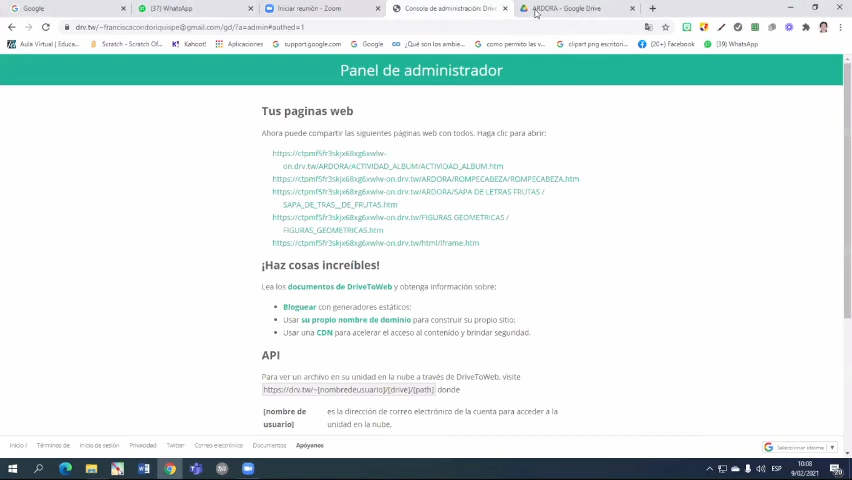 Google
(37) WhatsApp
Iniciar reunión - Zoom
Consola de administración: Driv
ARDORA - Google Drive
drv.tw/~franciscacondoriquispe@gmail.com/gd/?a=admin#authed=1
Aula Virtual | Educa...
Scratch - Scratch Of...
Kahoot!
Aplicaciones
support.google.com
Google
¿Qué son los ambie...
como permito las v...
clipart png escritori...
(20+) Facebook
(39) WhatsApp
Panel de administrador
Tus paginas web
Ahora puede compartir las siguientes páginas web con todos. Haga clic para abrir:
https://ctpmf5fr3skjx68xg6xwlw-
on.drv.tw/ARDORA/ACTIVIDAD_ALBUM/ACTIVIDAD_ALBUM.htm
https://ctpmf5fr3skjx68xg6xwlw-on.drv.tw/ARDORA/ROMPECABEZA/ROMPECABEZA.htm
https://ctpmf5fr3skjx68xg6xwlw-on.drv.tw/ARDORA/SAPA DE LETRAS FRUTAS /
SAPA_DE_TRAS__DE_FRUTAS.htm
https://ctpmf5fr3skjx68xg6xwlw-on.drv.tw/FIGURAS GEOMETRICAS /
FIGURAS_GEOMETRICAS.htm
https://ctpmf5fr3skjx68xg6xwlw-on.drv.tw/html/iframe.htm
¡Haz cosas increíbles!
Lea los documentos de DriveToWeb y obtenga información sobre:
Bloguear con generadores estáticos;
Usar su propio nombre de dominio para construir su propio sitio;
Usar una CDN para acelerar el acceso al contenido y brindar seguridad.
API
Para ver un archivo en su unidad en la nube a través de DriveToWeb, visite
https://drv.tw/~[nombredeusuario]/[drive]/[path] donde
[nombre de usuario] es la dirección de correo electrónico de la cuenta para acceder a la unidad en la nube,
Inicio /
Términos de
Inicio de sesión
Privacidad
Twitter
Correo electrónico
Documentos
Apóyanos
Seleccionar idioma
ESP
10:08
9/02/2021